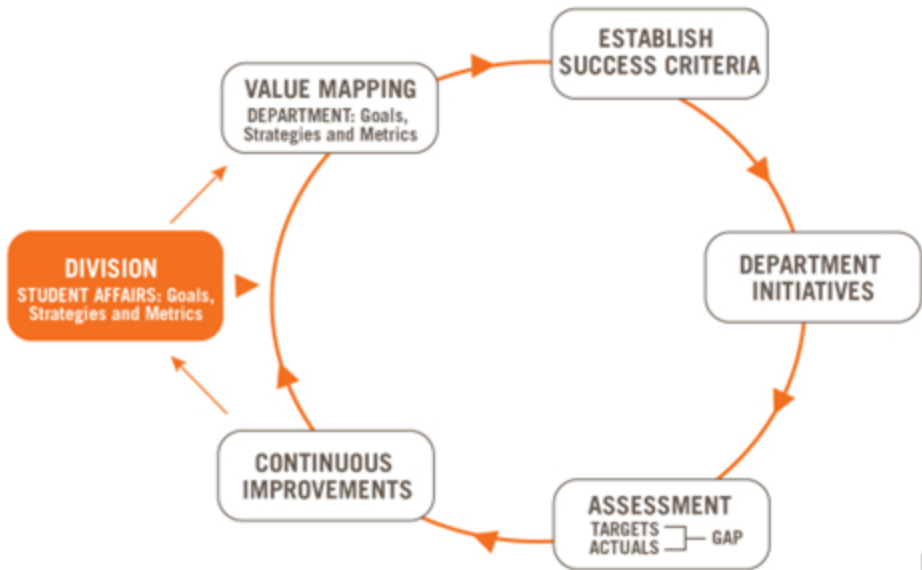 ESTABLISH
SUCCESS CRITERIA
VALUE MAPPING
DEPARTMENT: Goals,
Strategies and Metrics
DIVISION
STUDENT AFFAIRS: Goals,
Strategies and Metrics
DEPARTMENT
INITIATIVES
CONTINUOUS
IMPROVEMENTS
ASSESSMENT
TARGETS
ACTUALS
GAP